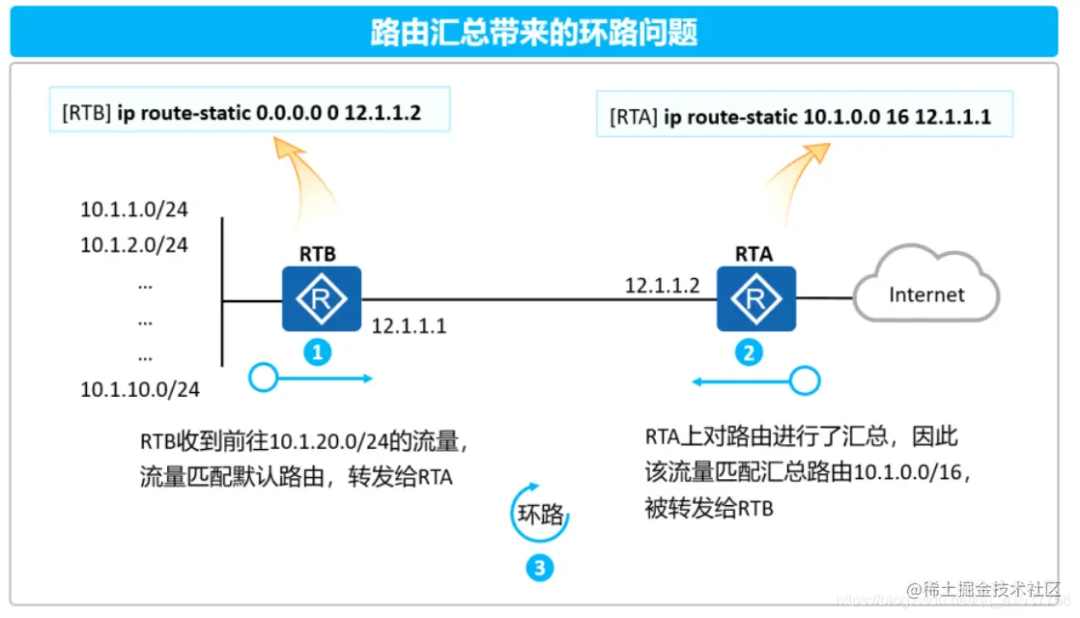 路由汇总带来的环路问题
[RTB] ip route-static 0.0.0.0 0 12.1.1.2
[RTA] ip route-static 10.1.0.0 16 12.1.1.1
10.1.1.0/24
10.1.2.0/24
...
...
...
10.1.10.0/24
RTB
R
12.1.1.1
12.1.1.2
RTA
R
Internet
1
2
RTB收到前往10.1.20.0/24的流量，
流量匹配默认路由，转发给RTA
RTA上对路由进行了汇总，因此
该流量匹配汇总路由10.1.0.0/16，
被转发给RTB
环路
3
@稀土掘金技术社区